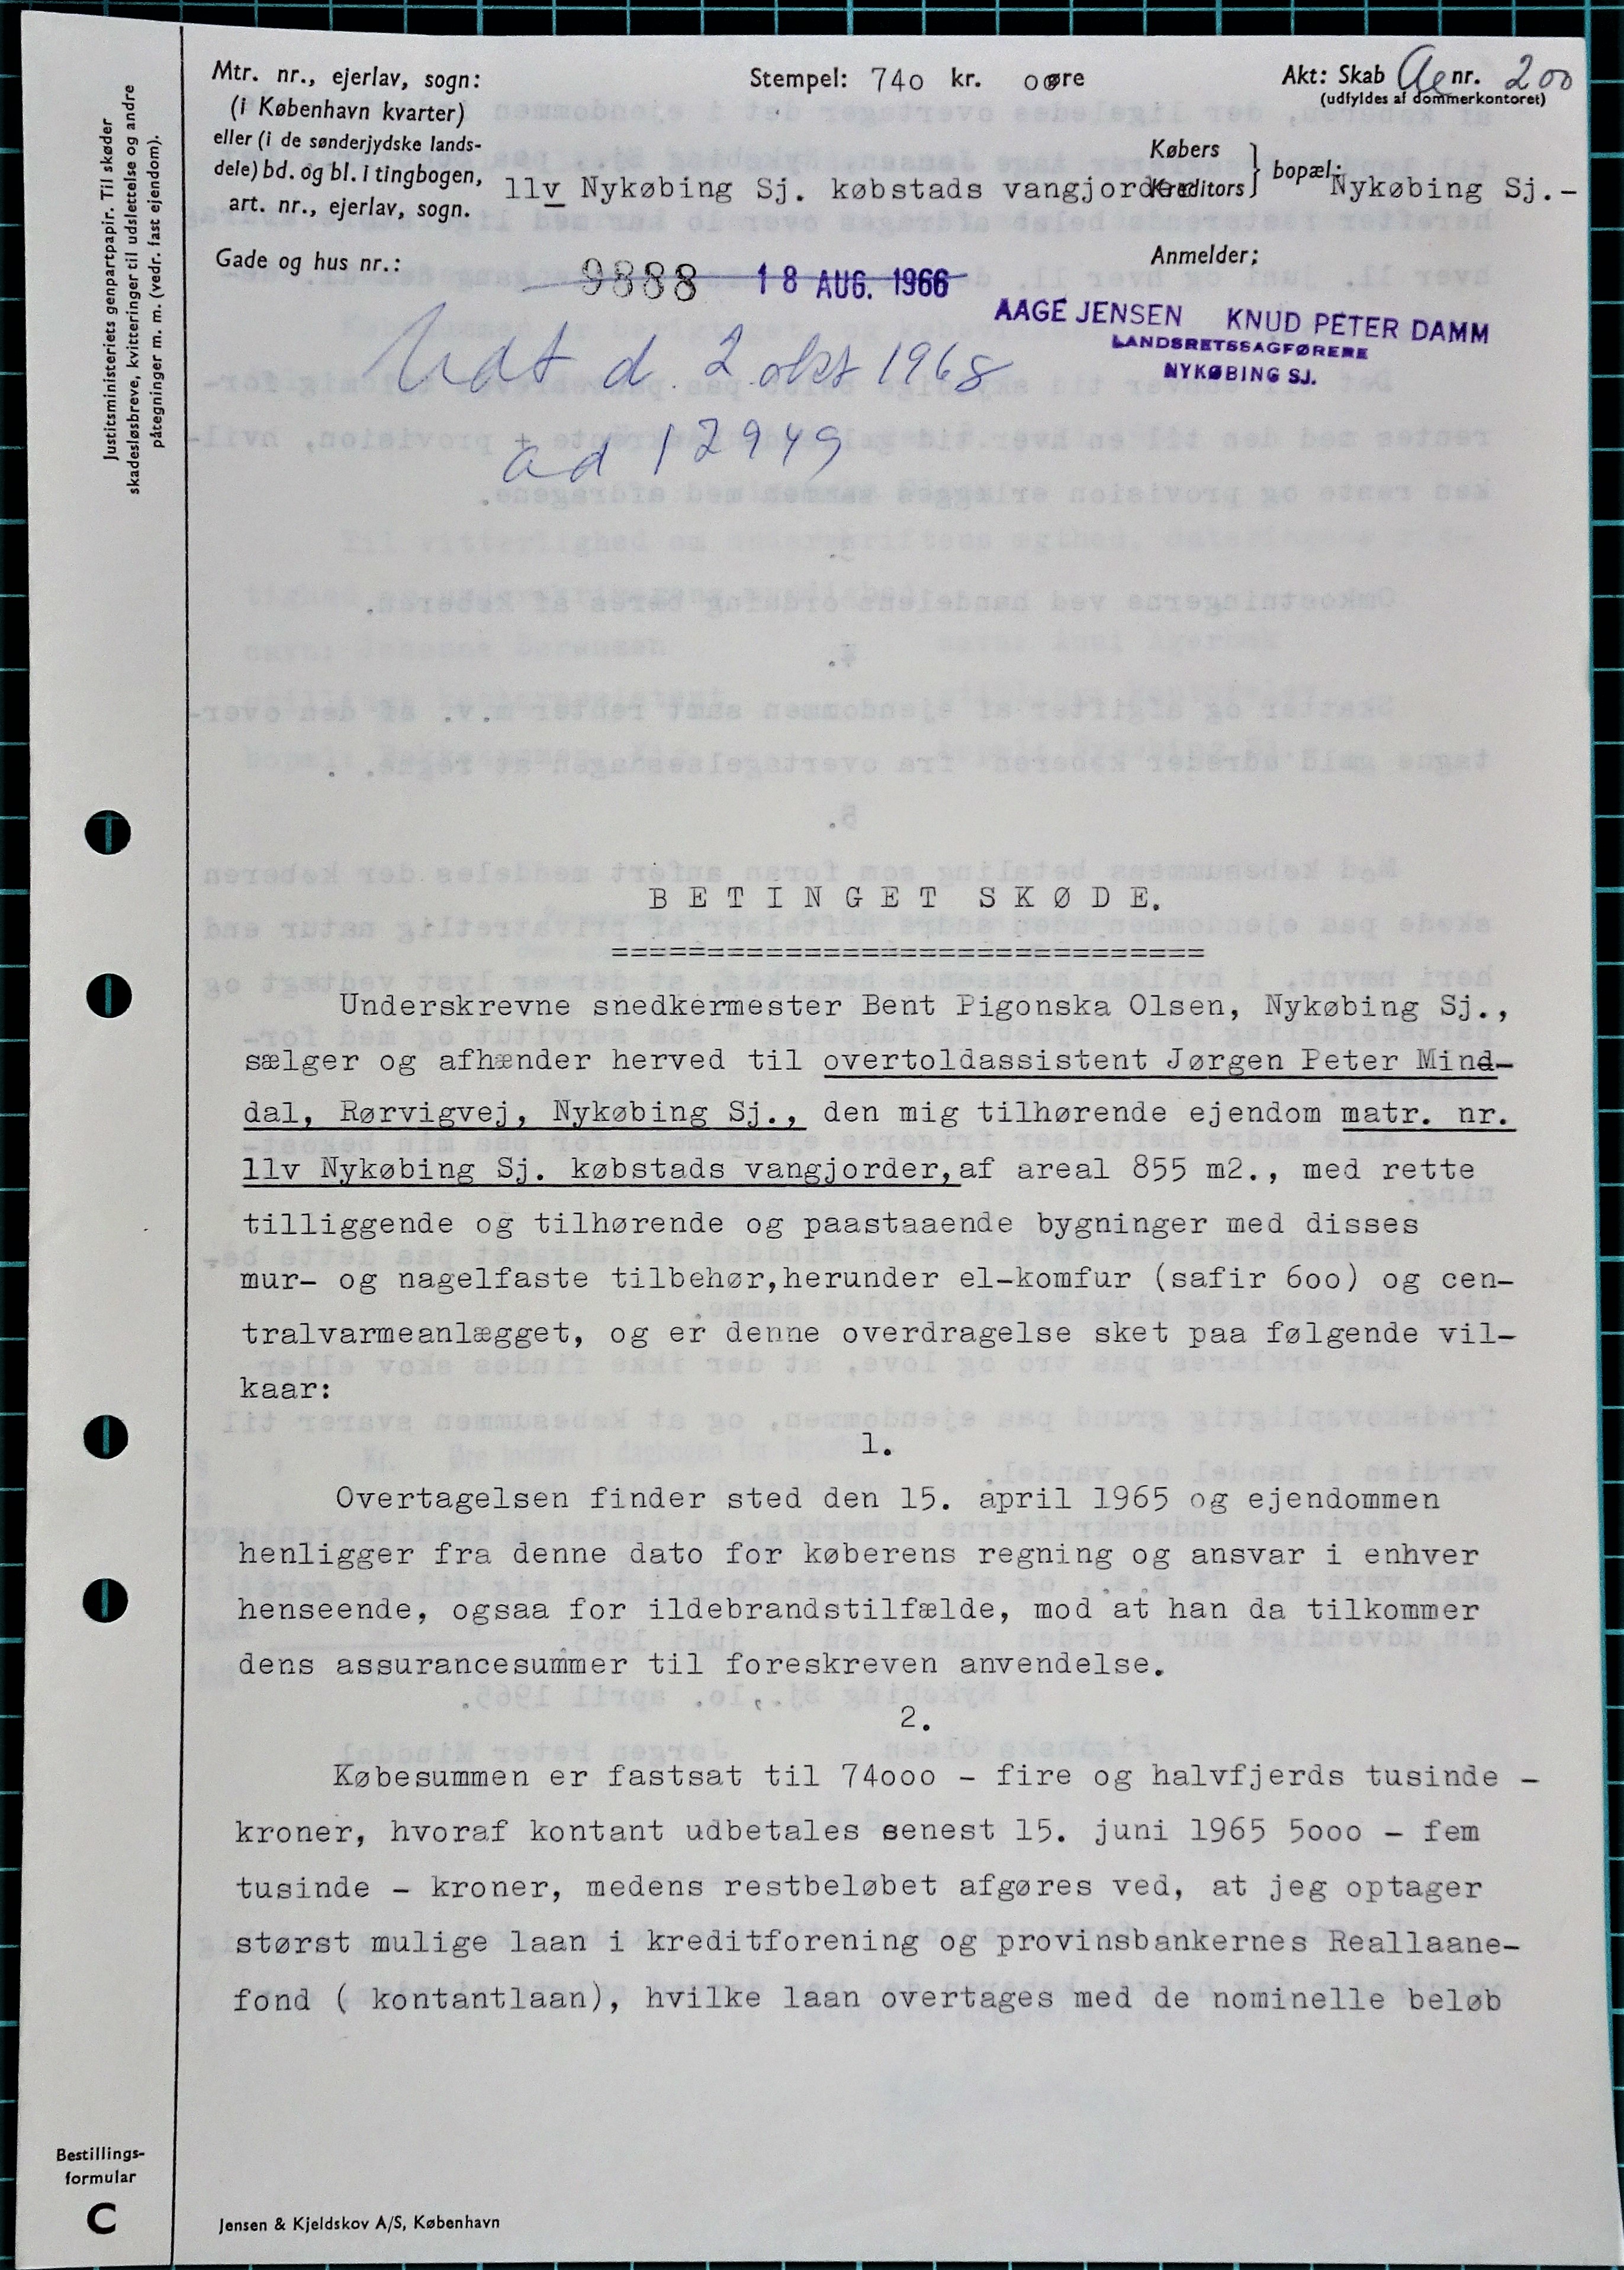 Justitsministeriets genpartpapir. Til skøder
skadesløsbreve, kvitteringer til udslettelse og andre
påtegninger m. m. (vedr. fast ejendom).
Mtr. nr., ejerlav, sogn:
(i København kvarter)
eller (i de sønderjydske lands-
dele) bd. og bl. i tingbogen,
art. nr., ejerlav, sogn.
11v Nykøbing Sj. købstads vangjorder
Gade og hus nr.:
Stempel: 740 kr. 00 øre
Akt: Skab Ae nr. 200
(udfyldes af dommerkontoret)
Købers
Kreditors } bopæl: Nykøbing Sj.-
Anmelder:
9888 18 AUG. 1966
AAGE JENSEN KNUD PETER DAMM
LANDSRETSSAGFØRERE
NYKØBING SJ.
Udt d. 2. okt 1968
ad 12949
BETINGET SKØDE.
===============================
Underskrevne snedkermester Bent Pigonska Olsen, Nykøbing Sj.,
sælger og afhænder herved til overtoldassistent Jørgen Peter Mind-
dal, Rørvigvej, Nykøbing Sj., den mig tilhørende ejendom matr. nr.
11v Nykøbing Sj. købstads vangjorder,af areal 855 m2., med rette
tilliggende og tilhørende og paastaaende bygninger med disses
mur- og nagelfaste tilbehør,herunder el-komfur (safir 600) og cen-
tralvarmeanlægget, og er denne overdragelse sket paa følgende vil-
kaar:
1.
Overtagelsen finder sted den 15. april 1965 og ejendommen
henligger fra denne dato for køberens regning og ansvar i enhver
henseende, ogsaa for ildebrandstilfælde, mod at han da tilkommer
dens assurancesummer til foreskreven anvendelse.
2.
Købesummen er fastsat til 74000 - fire og halvfjerds tusinde -
kroner, hvoraf kontant udbetales senest 15. juni 1965 5000 - fem
tusinde - kroner, medens restbeløbet afgøres ved, at jeg optager
størst mulige laan i kreditforening og provinsbankernes Reallaane-
fond ( kontantlaan), hvilke laan overtages med de nominelle beløb
Bestillings-
formular
C
Jensen & Kjeldskov A/S, København